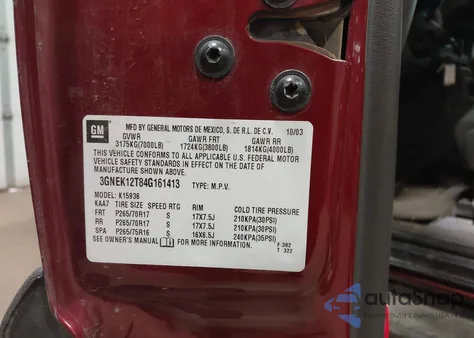 GM
MFD BY GENERAL MOTORS DE MEXICO, S. DE R.L. DE C.V. 10/03
GVWR GAWR FRT GAWR RR
3175KG(7000LB) 1724KG(3800LB) 1814KG(4000LB)
THIS VEHICLE CONFORMS TO ALL APPLICABLE U.S. FEDERAL MOTOR
VEHICLE SAFETY STANDARDS IN EFFECT ON THE DATE OF
MANUFACTURE SHOWN ABOVE.
3GNEK12T84G161413 TYPE: M.P.V.
MODEL: K15936
KAA7 TIRE SIZE SPEED RTG RIM COLD TIRE PRESSURE
FRT P265/70R17 S 17X7.5J 210KPA(30PSI)
RR P265/70R17 S 17X7.5J 210KPA(30PSI)
SPA P265/75R16 S 16X6.5J 240KPA(35PSI)
SEE OWNER'S MANUAL FOR MORE INFORMATION.
F 382
T 322
autoShop